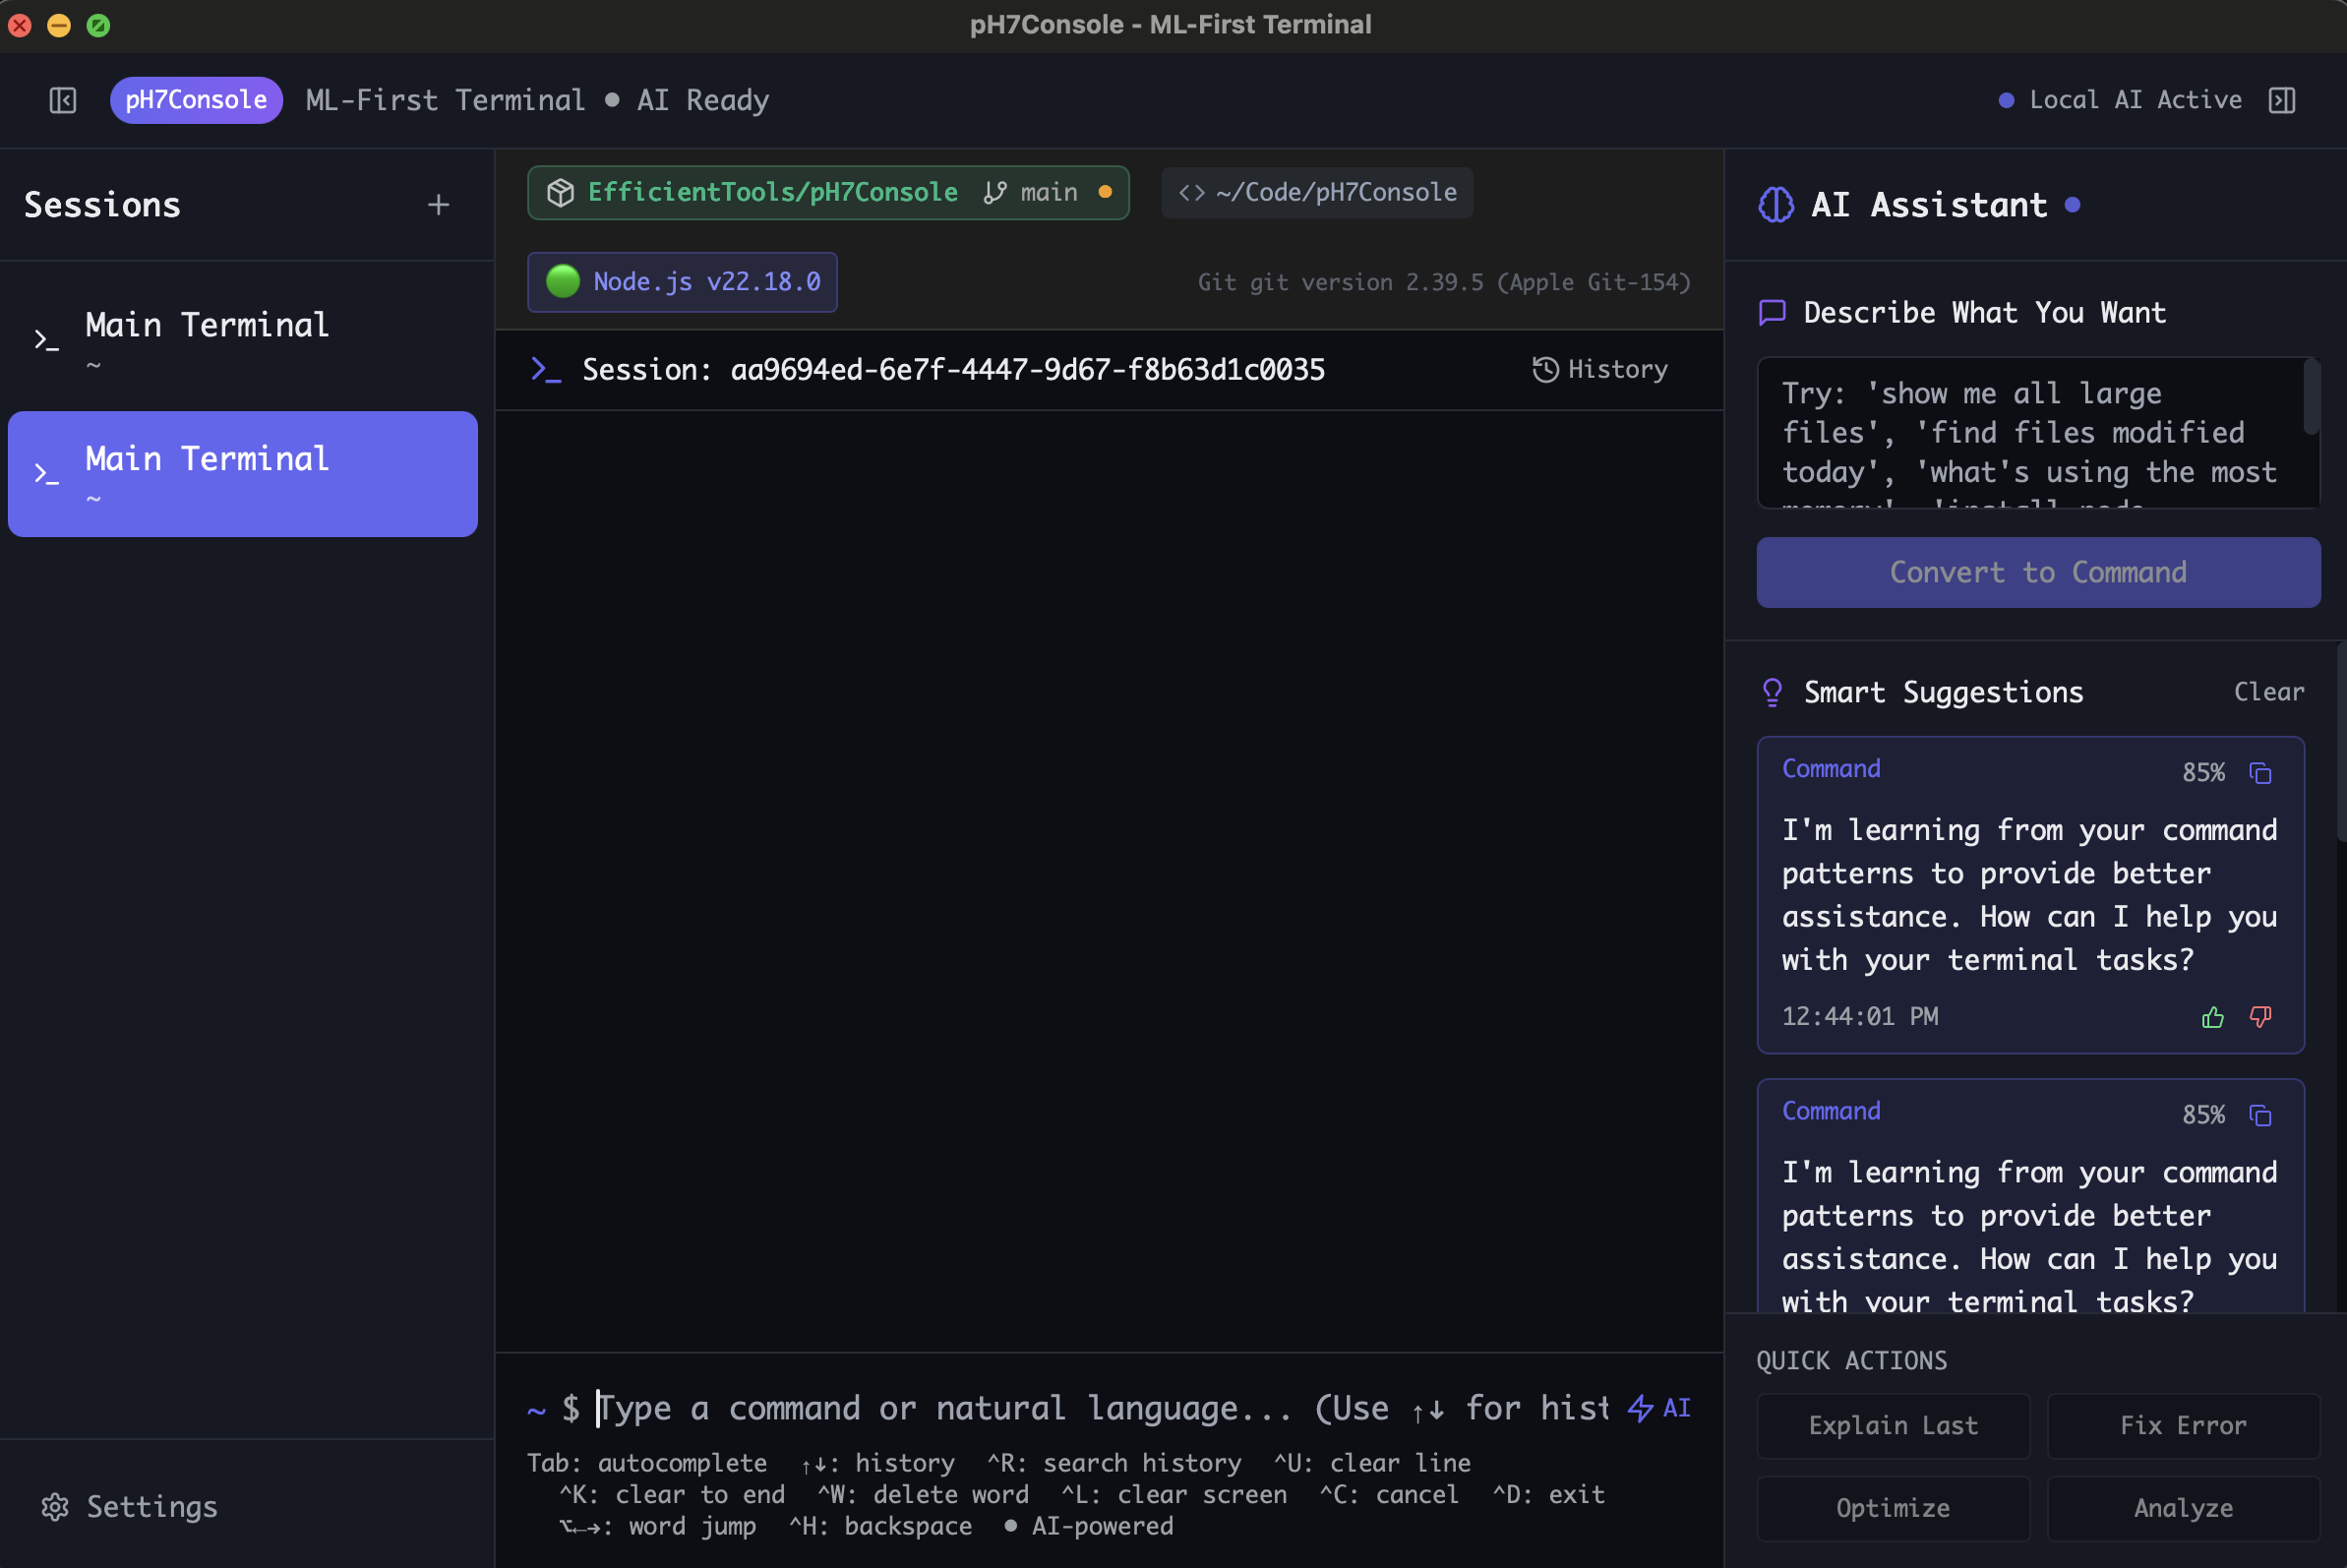 pH7Console - ML-First Terminal
pH7Console ML-First Terminal ● AI Ready
● Local AI Active
Sessions +
Main Terminal
~
Main Terminal
~
Settings
EfficientTools/pH7Console main ●
<> ~/Code/pH7Console
Node.js v22.18.0
Git git version 2.39.5 (Apple Git-154)
>_ Session: aa9694ed-6e7f-4447-9d67-f8b63d1c0035
History
~ $ Type a command or natural language... (Use ↑↓ for hist
AI
Tab: autocomplete ↑↓: history ^R: search history ^U: clear line
^K: clear to end ^W: delete word ^L: clear screen ^C: cancel ^D: exit
⌥←→: word jump ^H: backspace ● AI-powered
AI Assistant
Describe What You Want
Try: 'show me all large
files', 'find files modified
today', 'what's using the most
memory', 'install node
Convert to Command
Smart Suggestions
Clear
Command
85%
I'm learning from your command
patterns to provide better
assistance. How can I help you
with your terminal tasks?
12:44:01 PM
Command
85%
I'm learning from your command
patterns to provide better
assistance. How can I help you
with your terminal tasks?
QUICK ACTIONS
Explain Last
Fix Error
Optimize
Analyze